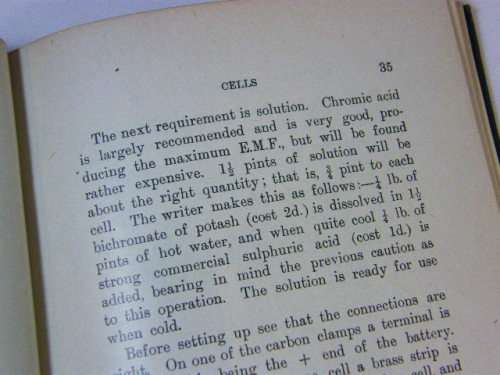 CELLS 35
The next requirement is solution. Chromic acid
is largely recommended and is very good, pro-
ducing the maximum E.M.F., but will be found
rather expensive. 1½ pints of solution will be
about the right quantity; that is, ¾ pint to each
cell. The writer makes this as follows:—¼ lb. of
bichromate of potash (cost 2d.) is dissolved in 1½
pints of hot water, and when quite cool ¼ lb. of
strong commercial sulphuric acid (cost 1d.) is
added, bearing in mind the previous caution as
to this operation. The solution is ready for use
when cold.
Before setting up see that the connections are
right. On one of the carbon clamps a terminal is
being the + end of the battery.
cell a brass strip is
cell and